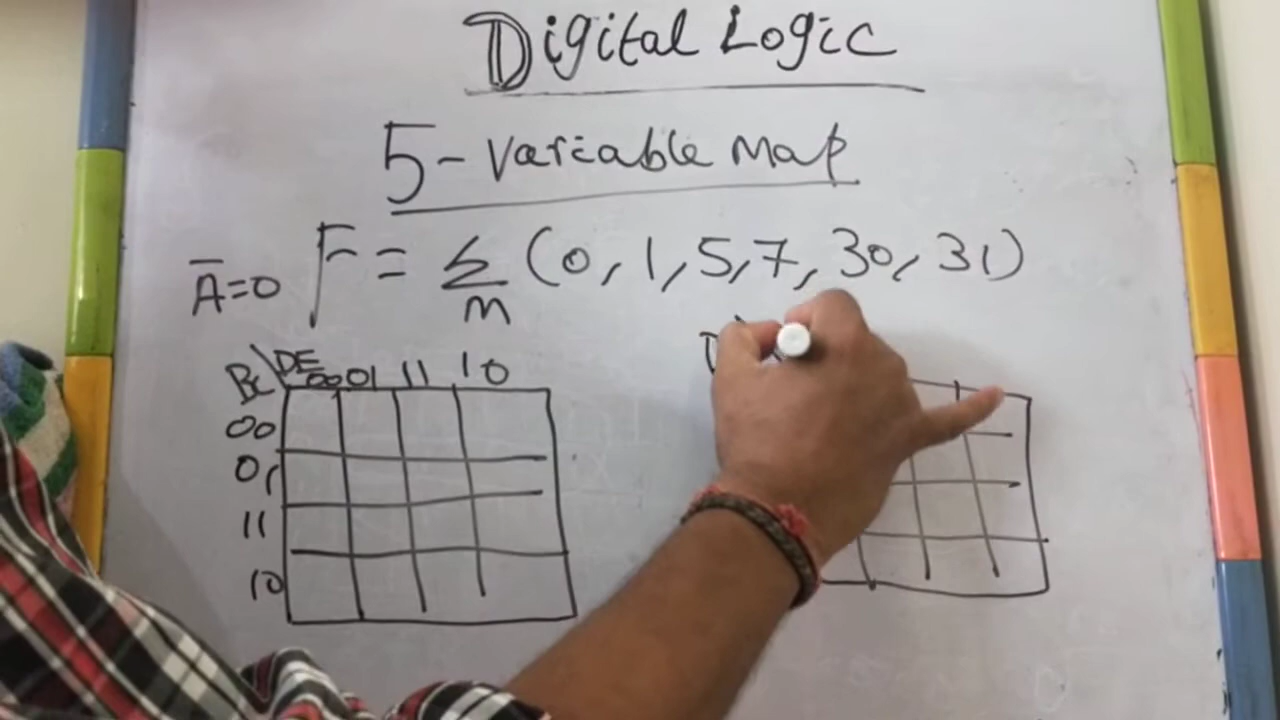 Digital Logic
5-Variable Map
Ā=0 F = Σm (0, 1, 5, 7, 30, 31)
BC\DE 00 01 11 10
00
01
11
10